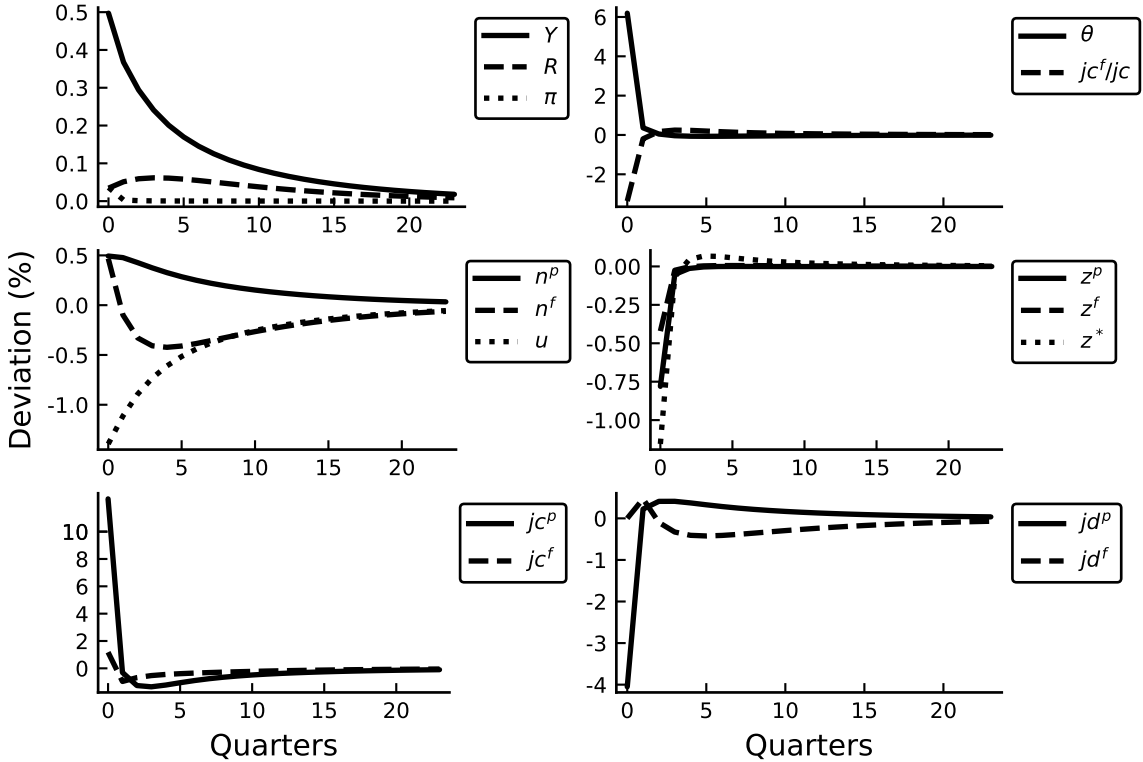 Deviation (%)
0.5
0.4
0.3
0.2
0.1
0.0
0 5 10 15 20
Y
R
π
6
4
2
0
-2
0 5 10 15 20
θ
jc^f/jc
0.5
0.0
-0.5
-1.0
0 5 10 15 20
n^p
n^f
u
0.00
-0.25
-0.50
-0.75
-1.00
0 5 10 15 20
z^p
z^f
z^*
10
8
6
4
2
0
0 5 10 15 20
Quarters
jc^p
jc^f
0
-1
-2
-3
-4
0 5 10 15 20
Quarters
jd^p
jd^f